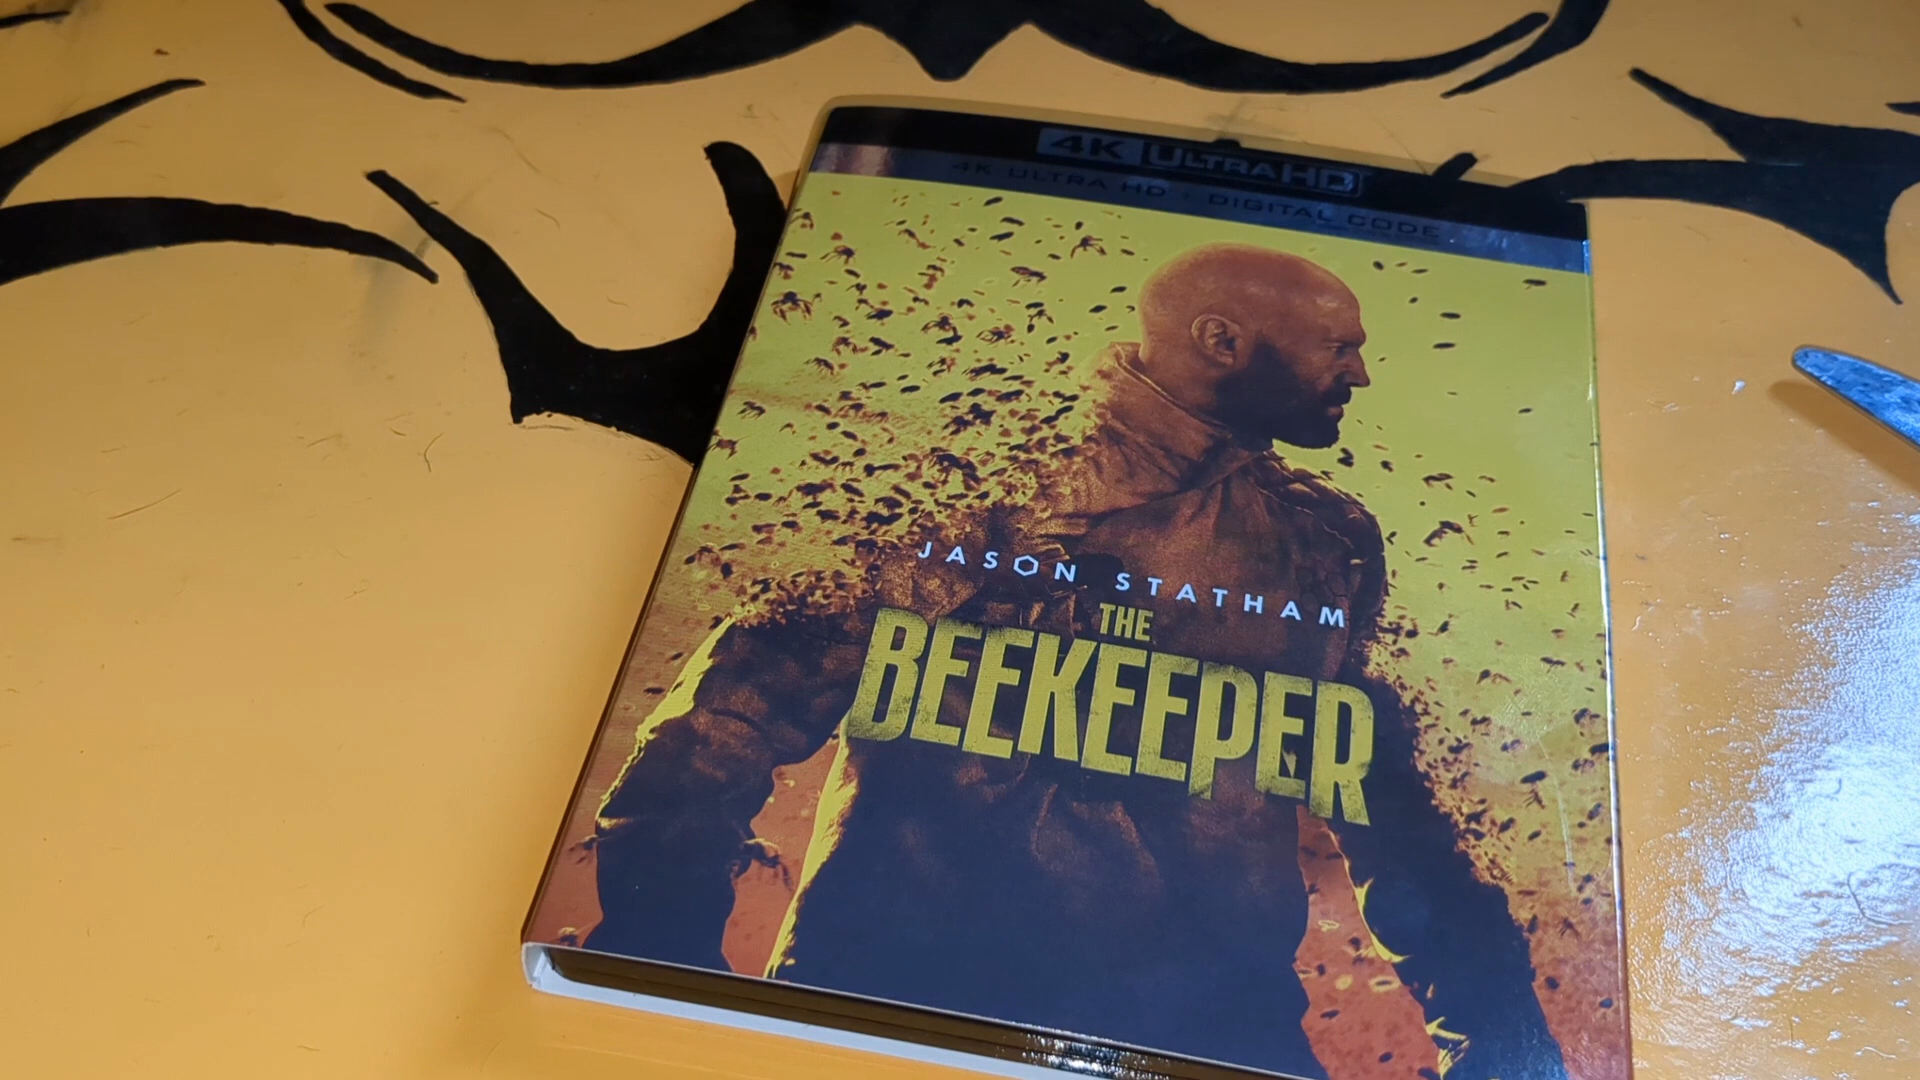 4K ULTRA HD
4K ULTRA HD + DIGITAL CODE
JASON STATHAM
THE
BEEKEEPER